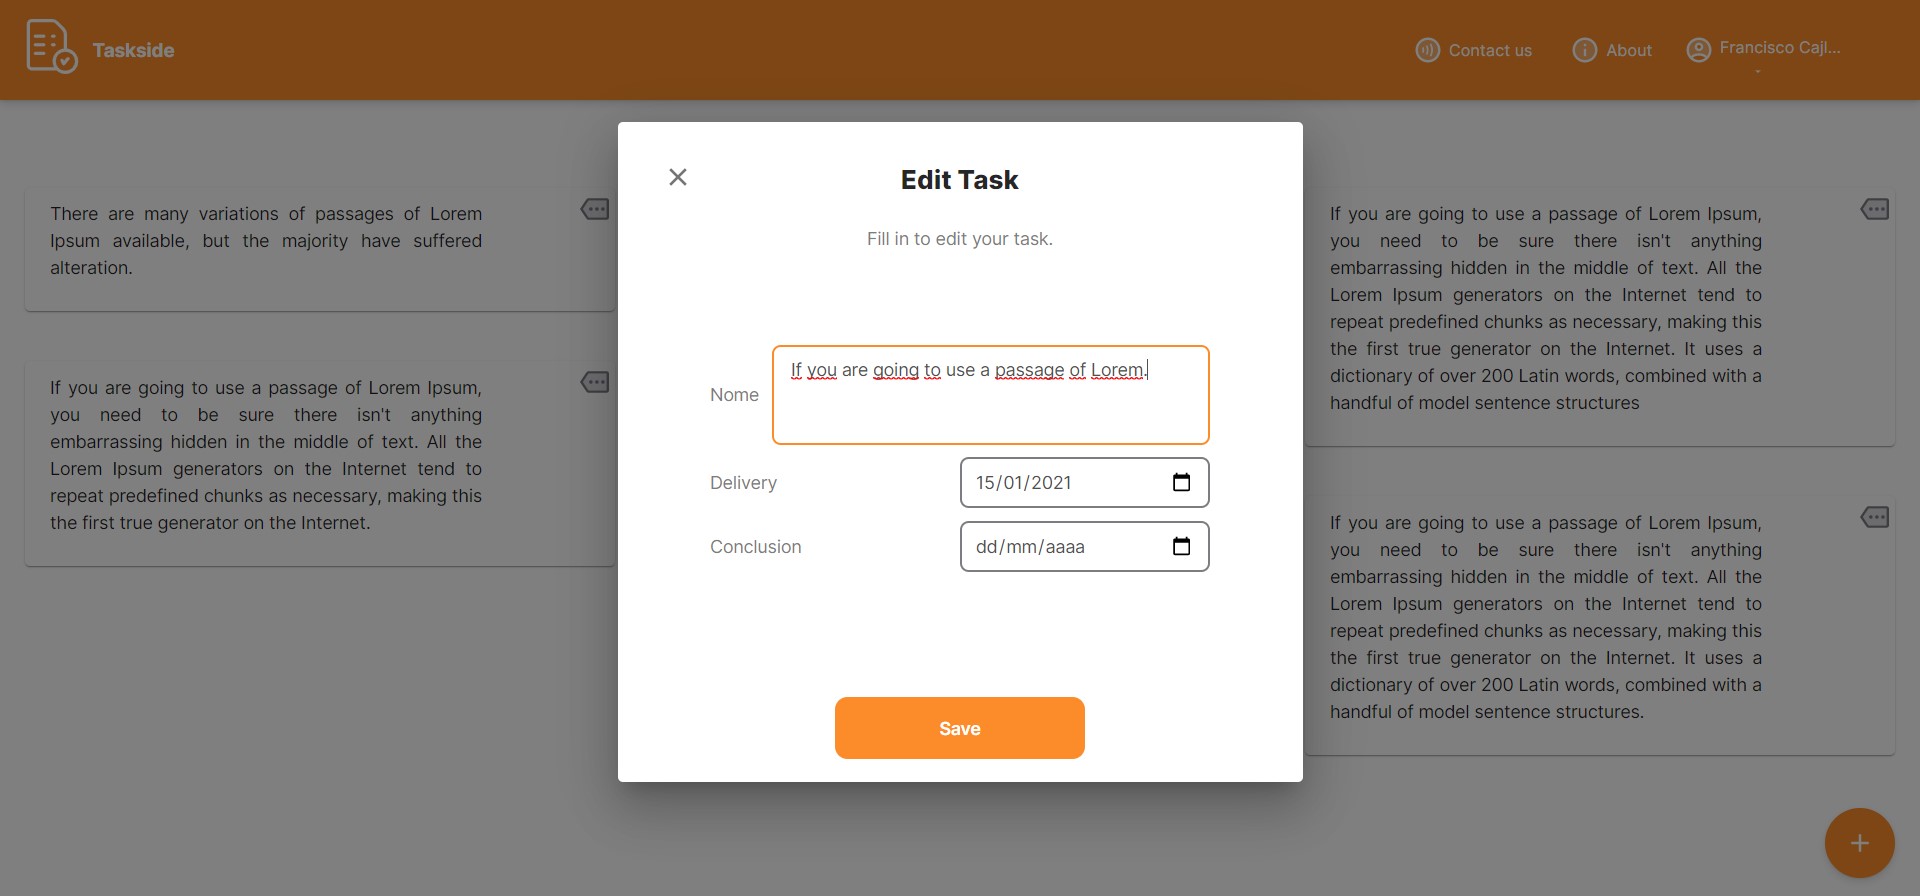 Taskside
Contact us
About
Francisco Cajl...
There are many variations of passages of Lorem
Ipsum available, but the majority have suffered
alteration.
If you are going to use a passage of Lorem Ipsum,
you need to be sure there isn't anything
embarrassing hidden in the middle of text. All the
Lorem Ipsum generators on the Internet tend to
repeat predefined chunks as necessary, making this
the first true generator on the Internet.
Edit Task
Fill in to edit your task.
Nome
If you are going to use a passage of Lorem.
Delivery
15/01/2021
Conclusion
dd/mm/aaaa
Save
If you are going to use a passage of Lorem Ipsum,
you need to be sure there isn't anything
embarrassing hidden in the middle of text. All the
Lorem Ipsum generators on the Internet tend to
repeat predefined chunks as necessary, making this
the first true generator on the Internet. It uses a
dictionary of over 200 Latin words, combined with a
handful of model sentence structures
If you are going to use a passage of Lorem Ipsum,
you need to be sure there isn't anything
embarrassing hidden in the middle of text. All the
Lorem Ipsum generators on the Internet tend to
repeat predefined chunks as necessary, making this
the first true generator on the Internet. It uses a
dictionary of over 200 Latin words, combined with a
handful of model sentence structures.